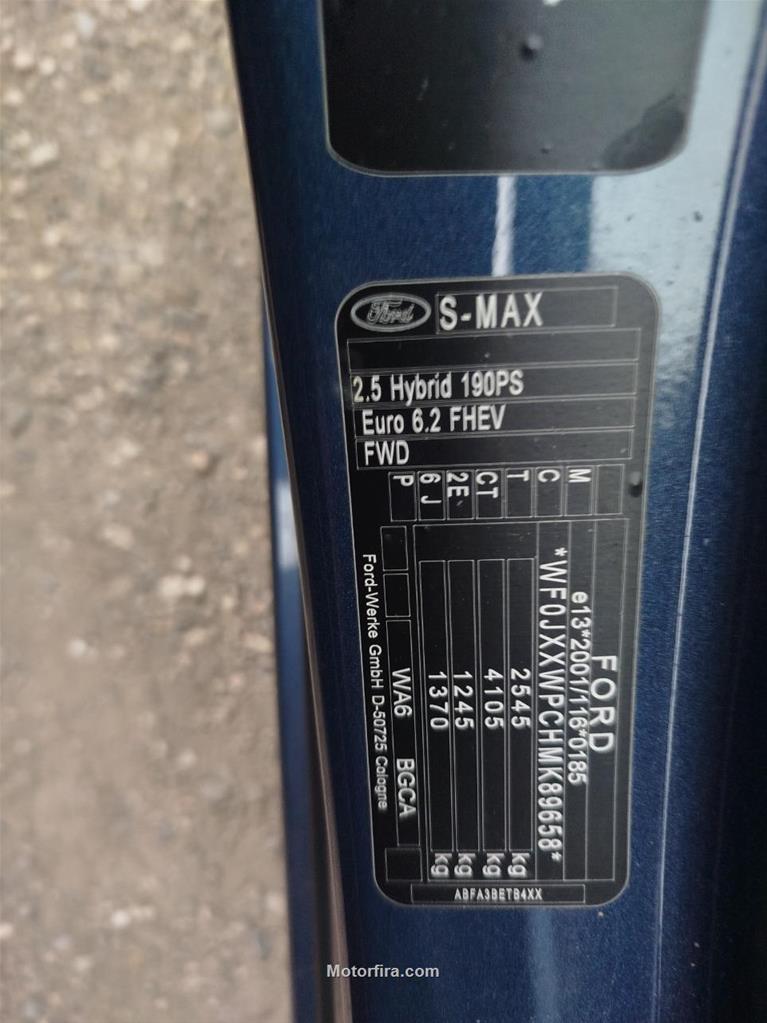 Ford
S-MAX
2.5 Hybrid 190PS
Euro 6.2 FHEV
FWD
M
C
T
CT
2E
6J
P
FORD
e13*2001/116*0185
*WF0JXXWPCHMK89658*
2545 kg
4105 kg
1245 kg
1370 kg
WA6 BGCA
Ford-Werke GmbH D-50725 Cologne
ABFA3BETB4XX
Motorfira.com